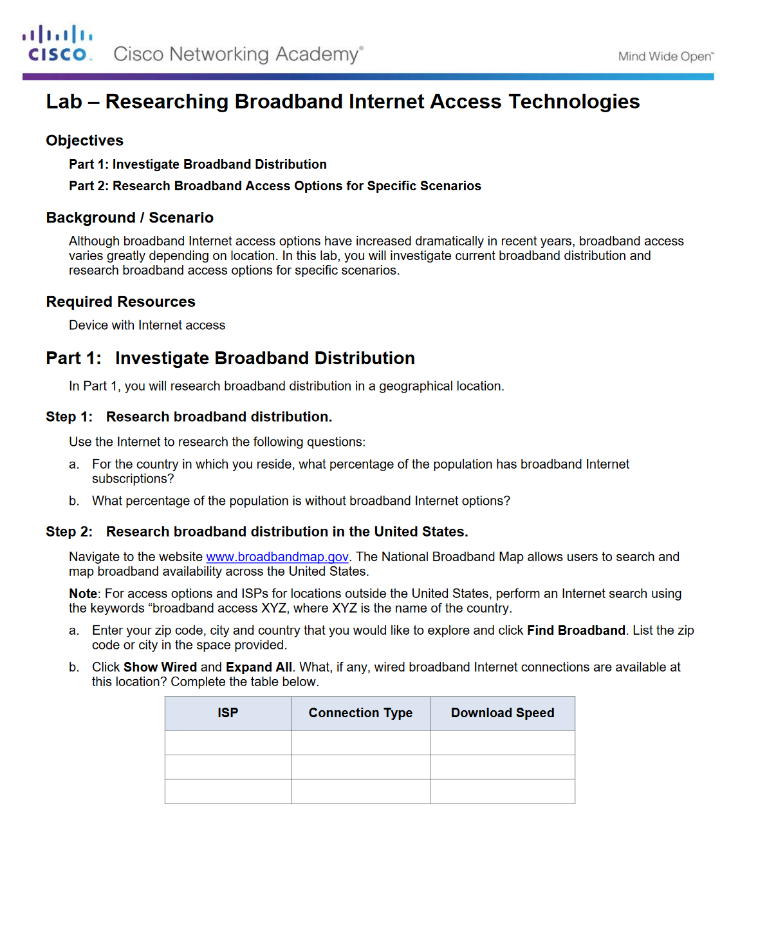 CISCO. Cisco Networking Academy® Mind Wide Open™
Lab – Researching Broadband Internet Access Technologies
Objectives
Part 1: Investigate Broadband Distribution
Part 2: Research Broadband Access Options for Specific Scenarios
Background / Scenario
Although broadband Internet access options have increased dramatically in recent years, broadband access
varies greatly depending on location. In this lab, you will investigate current broadband distribution and
research broadband access options for specific scenarios.
Required Resources
Device with Internet access
Part 1: Investigate Broadband Distribution
In Part 1, you will research broadband distribution in a geographical location.
Step 1: Research broadband distribution.
Use the Internet to research the following questions:
a. For the country in which you reside, what percentage of the population has broadband Internet
subscriptions?
b. What percentage of the population is without broadband Internet options?
Step 2: Research broadband distribution in the United States.
Navigate to the website www.broadbandmap.gov. The National Broadband Map allows users to search and
map broadband availability across the United States.
Note: For access options and ISPs for locations outside the United States, perform an Internet search using
the keywords “broadband access XYZ, where XYZ is the name of the country.
a. Enter your zip code, city and country that you would like to explore and click Find Broadband. List the zip
code or city in the space provided.
b. Click Show Wired and Expand All. What, if any, wired broadband Internet connections are available at
this location? Complete the table below.
ISP Connection Type Download Speed